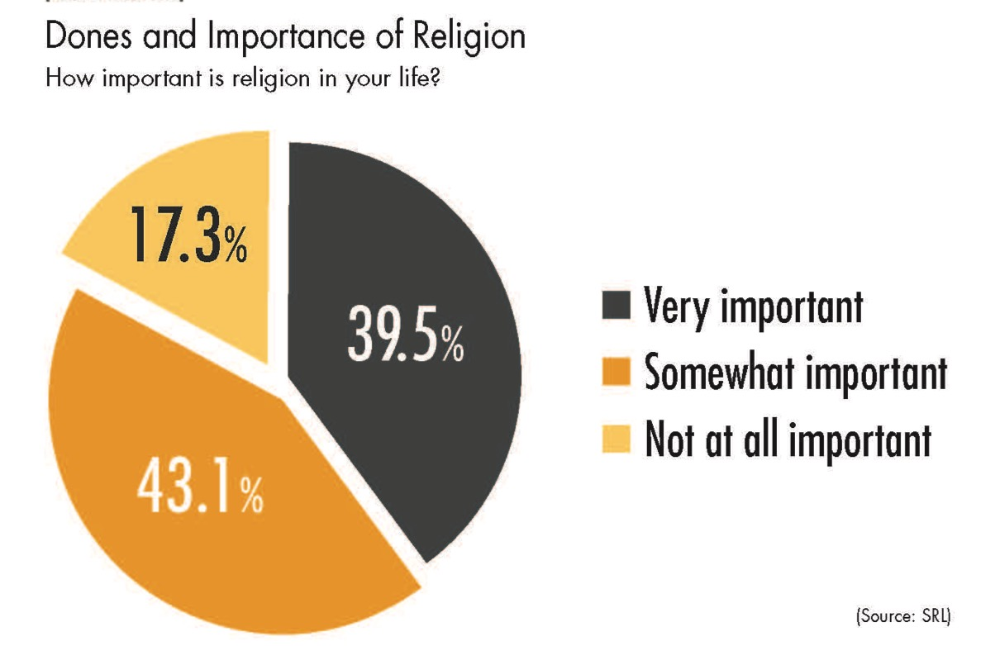 Dones and Importance of Religion
How important is religion in your life?
17.3%
39.5%
43.1%
Very important
Somewhat important
Not at all important
(Source: SRL)